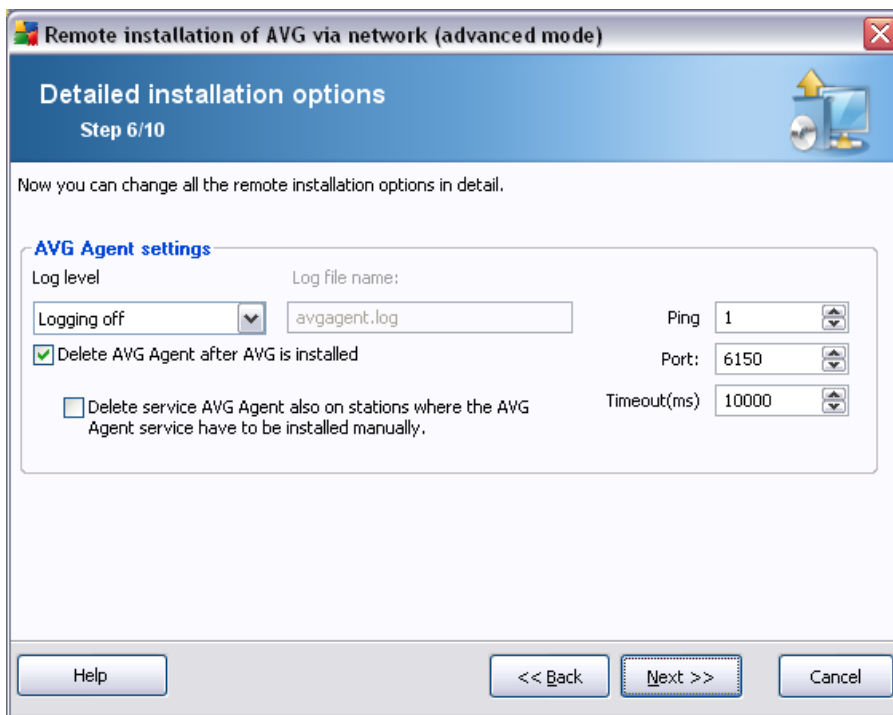 Remote installation of AVG via network (advanced mode)
Detailed installation options
Step 6/10
Now you can change all the remote installation options in detail.
AVG Agent settings
Log level
Log file name:
Logging off
avgagent.log
Ping
1
Delete AVG Agent after AVG is installed
Port:
6150
Delete service AVG Agent also on stations where the AVG
Agent service have to be installed manually.
Timeout(ms)
10000
Help
<< Back
Next >>
Cancel